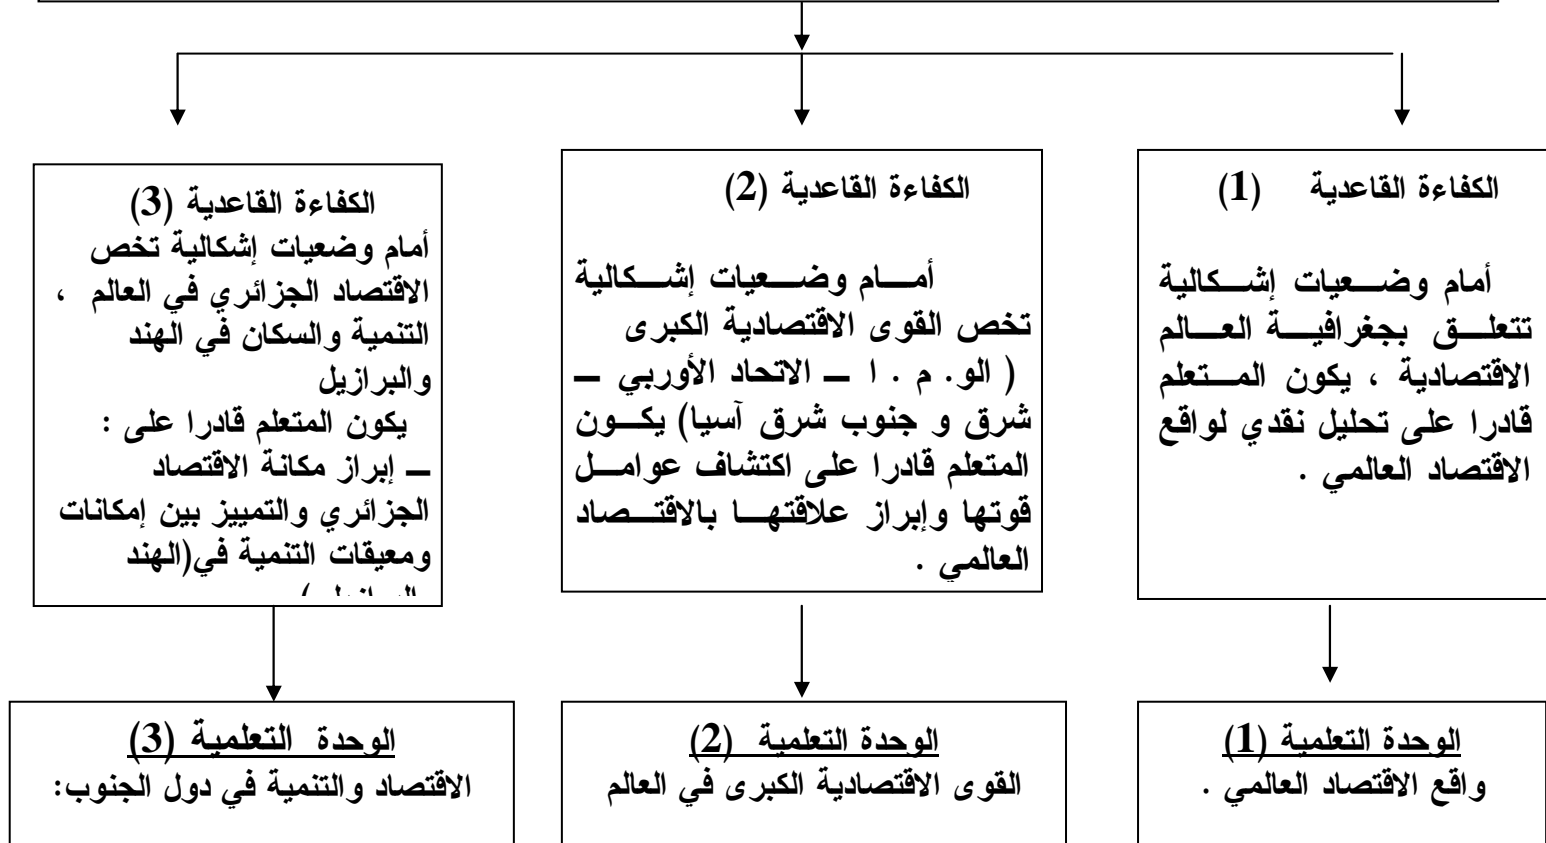 الكفاءة القاعدية (1)
أمام وضعيات إشكالية
تتعلق بجغرافية العالم
الاقتصادية ، يكون المتعلم
قادرا على تحليل نقدي لواقع
الاقتصاد العالمي .
الكفاءة القاعدية (2)
أمام وضعيات إشكالية
تخص القوى الاقتصادية الكبرى
( الو. م . ا – الاتحاد الأوربي –
شرق و جنوب شرق آسيا) يكون
المتعلم قادرا على اكتشاف عوامل
قوتها وإبراز علاقتها بالاقتصاد
العالمي .
الكفاءة القاعدية (3)
أمام وضعيات إشكالية تخص
الاقتصاد الجزائري في العالم ،
التنمية والسكان في الهند
والبرازيل
يكون المتعلم قادرا على :
– إبراز مكانة الاقتصاد
الجزائري والتمييز بين إمكانات
ومعيقات التنمية في(الهند
الوحدة التعلمية (1)
واقع الاقتصاد العالمي .
الوحدة التعلمية (2)
القوى الاقتصادية الكبرى في العالم
الوحدة التعلمية (3)
الاقتصاد والتنمية في دول الجنوب: